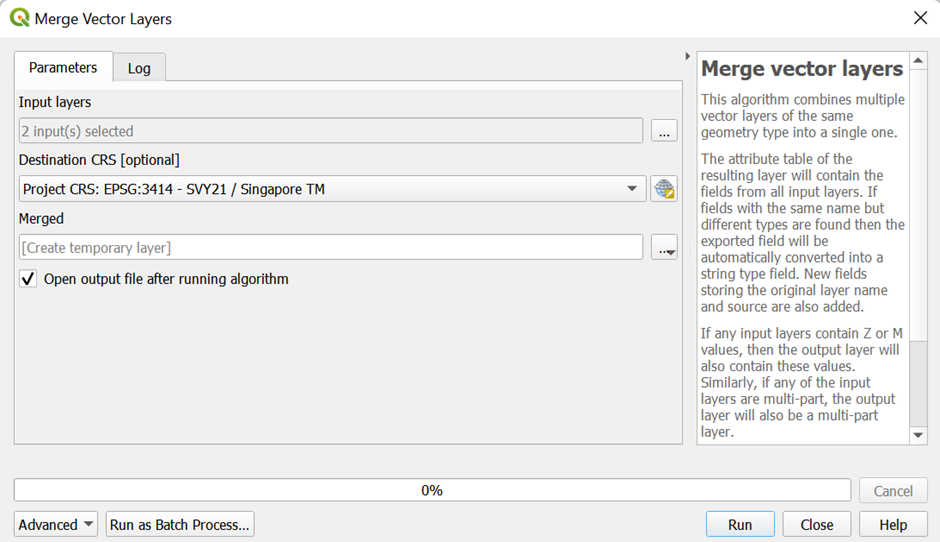 Merge Vector Layers
Parameters
Log
Input layers
2 input(s) selected
...
Destination CRS [optional]
Project CRS: EPSG:3414 - SVY21 / Singapore TM
Merged
[Create temporary layer]
...
Open output file after running algorithm
Merge vector layers
This algorithm combines multiple
vector layers of the same
geometry type into a single one.
The attribute table of the
resulting layer will contain the
fields from all input layers. If
fields with the same name but
different types are found then the
exported field will be
automatically converted into a
string type field. New fields
storing the original layer name
and source are also added.
If any input layers contain Z or M
values, then the output layer will
also contain these values.
Similarly, if any of the input
layers are multi-part, the output
layer will also be a multi-part
layer.
0%
Cancel
Advanced
Run as Batch Process...
Run
Close
Help